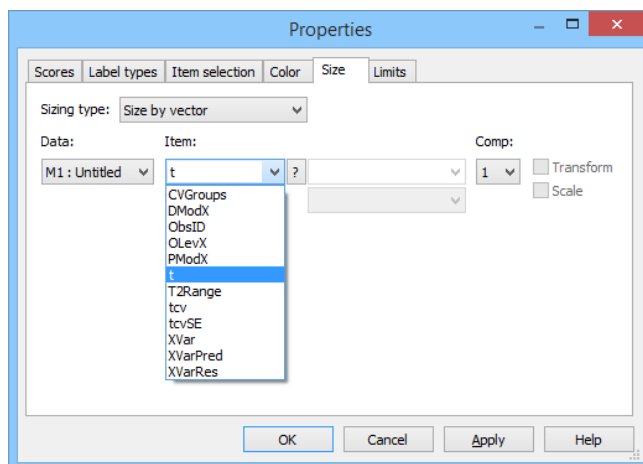 Properties
Scores Label types Item selection Color Size Limits
Sizing type: Size by vector
Data: Item: Comp:
M1 : Untitled t ? 1 Transform
Scale
CVGroups
DModX
ObsID
OLevX
PModX
t
T2Range
tcv
tcvSE
XVar
XVarPred
XVarRes
OK Cancel Apply Help